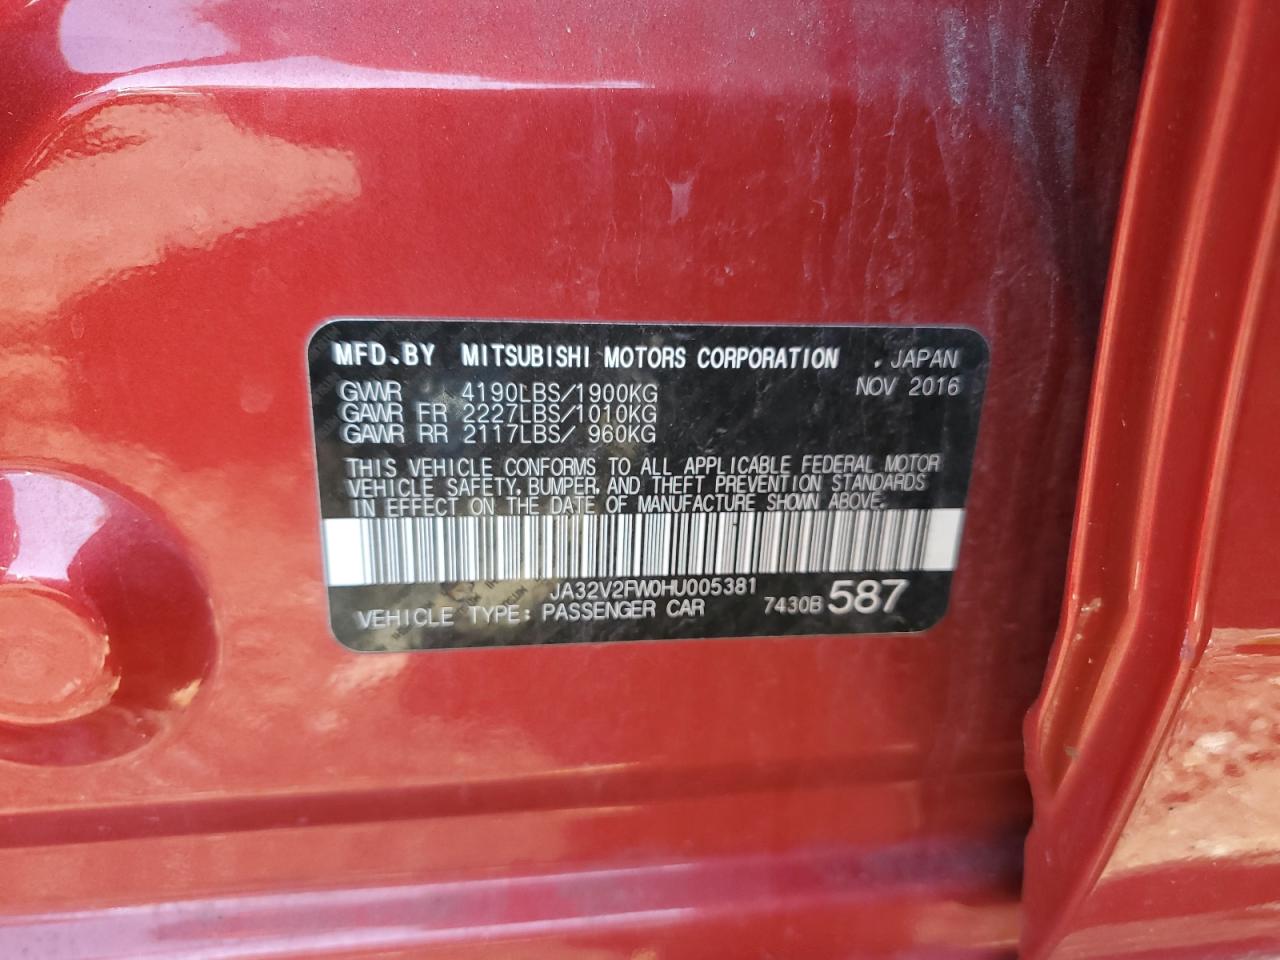 MFD.BY MITSUBISHI MOTORS CORPORATION . JAPAN
NOV 2016
GVWR 4190LBS/1900KG
GAWR FR 2227LBS/1010KG
GAWR RR 2117LBS/ 960KG
THIS VEHICLE CONFORMS TO ALL APPLICABLE FEDERAL MOTOR
VEHICLE SAFETY, BUMPER, AND THEFT PREVENTION STANDARDS
IN EFFECT ON THE DATE OF MANUFACTURE SHOWN ABOVE.
JA32V2FW0HU005381
VEHICLE TYPE: PASSENGER CAR 7430B 587